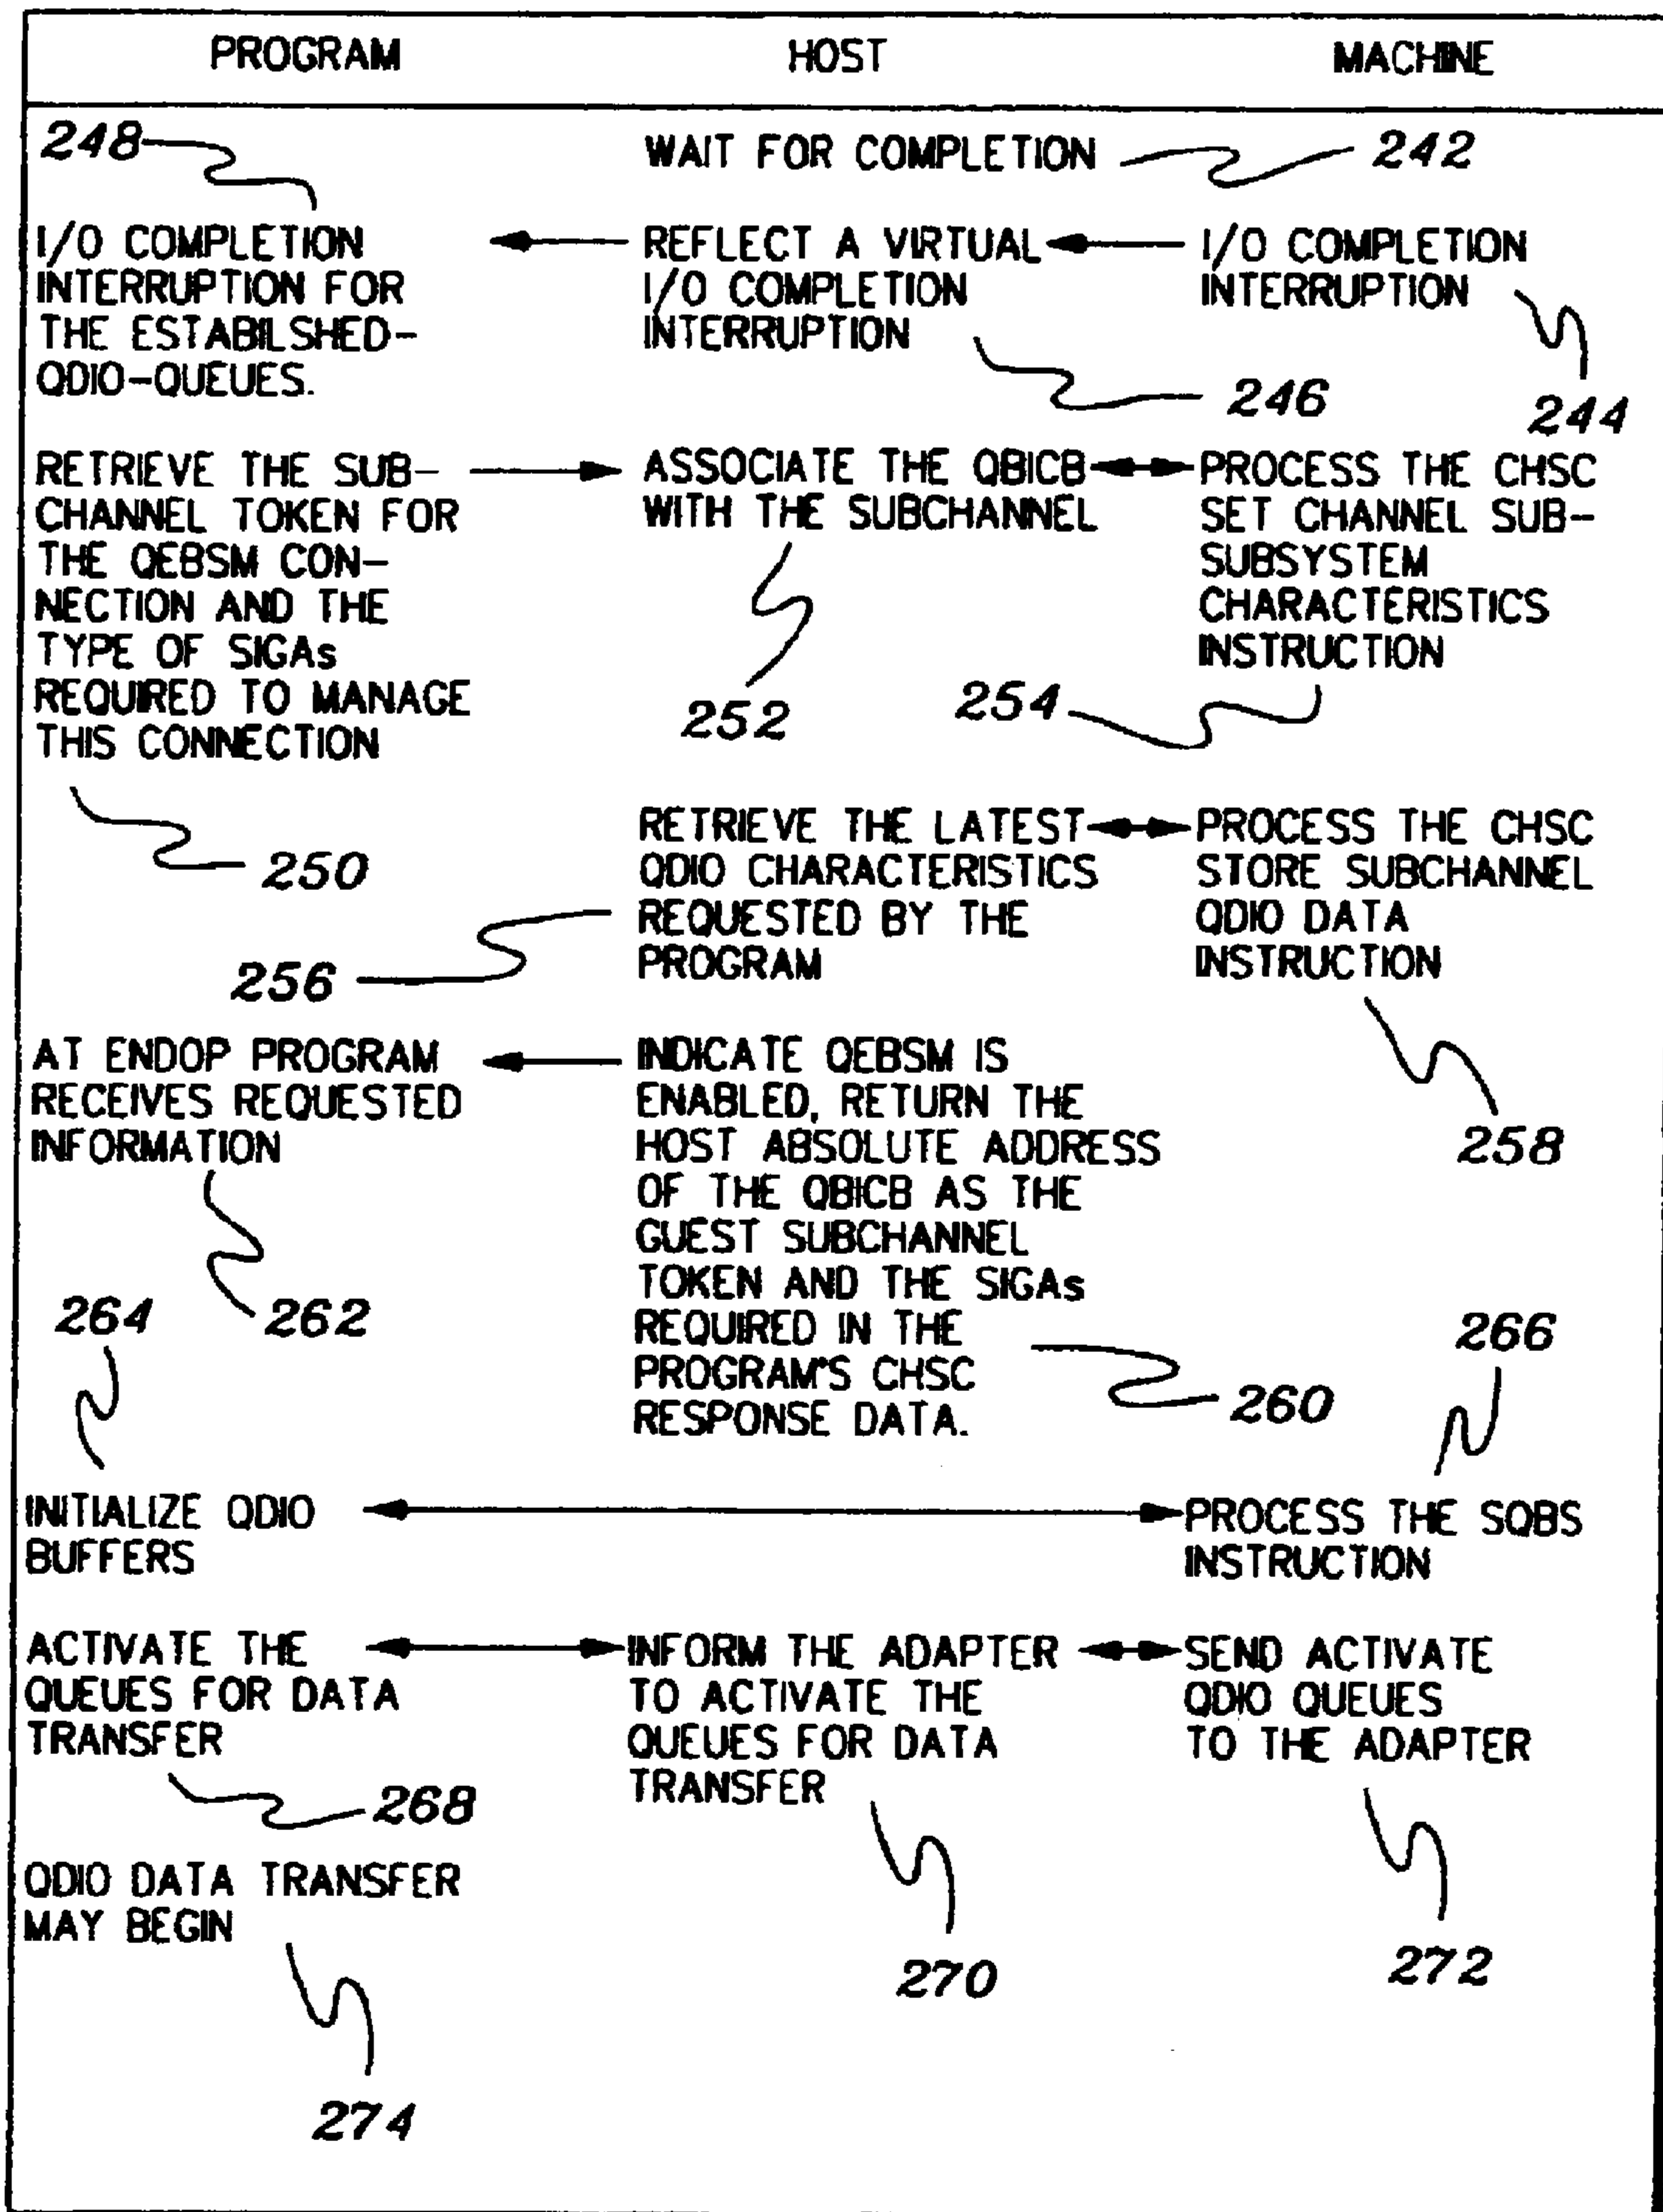 PROGRAM HOST MACHINE
248 WAIT FOR COMPLETION 242
I/O COMPLETION
INTERRUPTION FOR
THE ESTABILSHED-
QDIO-QUEUES.
REFLECT A VIRTUAL
I/O COMPLETION
INTERRUPTION
I/O COMPLETION
INTERRUPTION
246
244
RETRIEVE THE SUB-
CHANNEL TOKEN FOR
THE QEBSM CON-
NECTION AND THE
TYPE OF SIGAs
REQUIRED TO MANAGE
THIS CONNECTION
ASSOCIATE THE QBICB
WITH THE SUBCHANNEL
PROCESS THE CHSC
SET CHANNEL SUB-
SUBSYSTEM
CHARACTERISTICS
INSTRUCTION
252
254
250
RETRIEVE THE LATEST
QDIO CHARACTERISTICS
REQUESTED BY THE
PROGRAM
PROCESS THE CHSC
STORE SUBCHANNEL
QDIO DATA
INSTRUCTION
256
258
AT ENDOP PROGRAM
RECEIVES REQUESTED
INFORMATION
INDICATE QEBSM IS
ENABLED, RETURN THE
HOST ABSOLUTE ADDRESS
OF THE QBICB AS THE
GUEST SUBCHANNEL
TOKEN AND THE SIGAs
REQUIRED IN THE
PROGRAM'S CHSC
RESPONSE DATA.
264
262
266
260
INITIALIZE QDIO
BUFFERS
PROCESS THE SQBS
INSTRUCTION
ACTIVATE THE
QUEUES FOR DATA
TRANSFER
INFORM THE ADAPTER
TO ACTIVATE THE
QUEUES FOR DATA
TRANSFER
SEND ACTIVATE
QDIO QUEUES
TO THE ADAPTER
268
QDIO DATA TRANSFER
MAY BEGIN
270
272
274